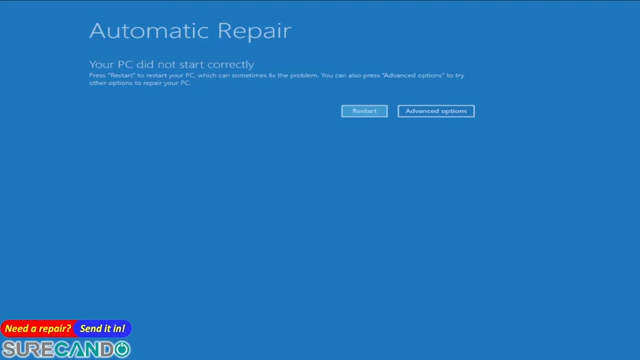 Automatic Repair
Your PC did not start correctly
Press "Restart" to restart your PC, which can sometimes fix the problem. You can also press "Advanced options" to try
other options to repair your PC.
Restart
Advanced options
Need a repair? Send it in!
SURECANDO